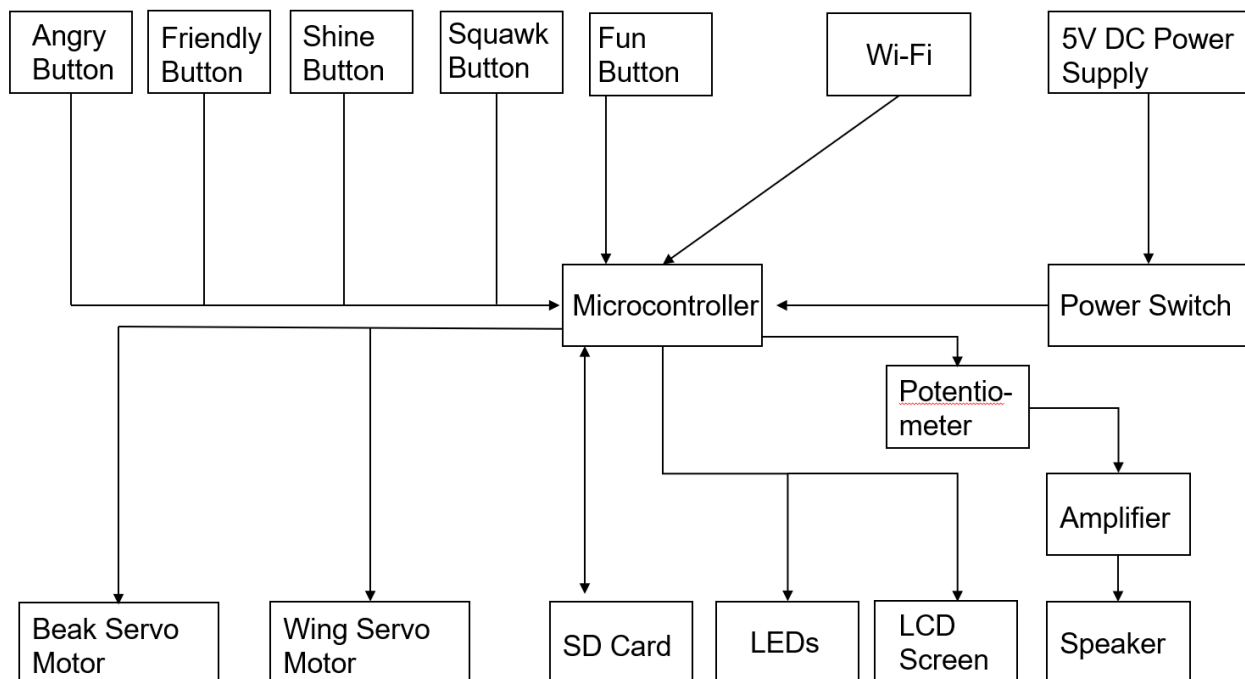 Angry
Button
Friendly
Button
Shine
Button
Squawk
Button
Fun
Button
Wi-Fi
5V DC Power
Supply
Microcontroller
Power Switch
Potentio-
meter
Amplifier
Beak Servo
Motor
Wing Servo
Motor
SD Card
LEDs
LCD
Screen
Speaker